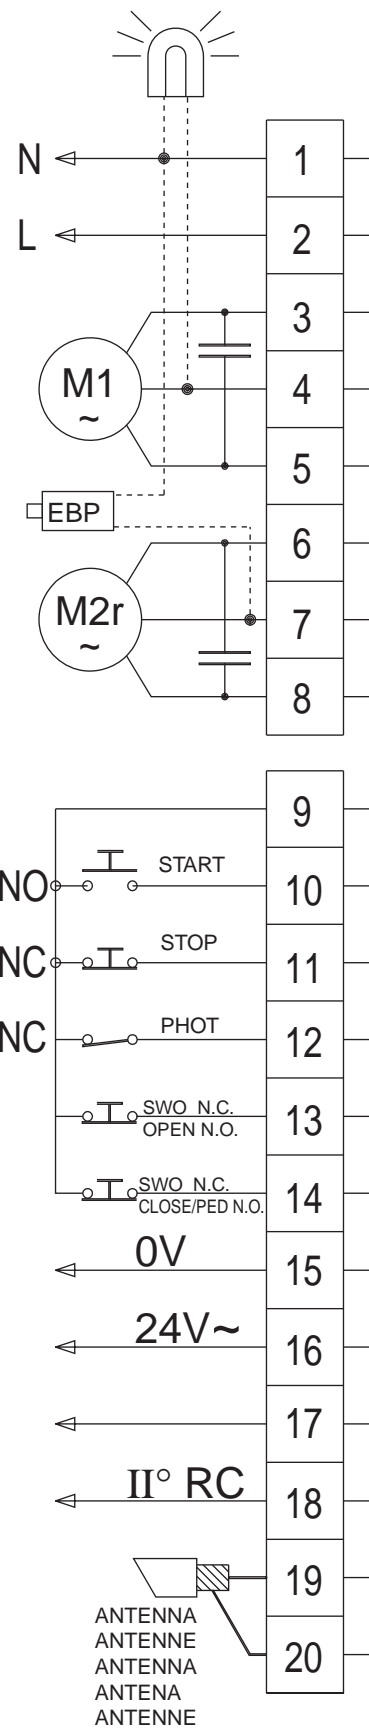 N
1
L
2
3
M1
~
4
5
EBP
6
M2r
~
7
8
9
NO
START
10
NC
STOP
11
NC
PHOT
12
SWO N.C.
OPEN N.O.
13
SWO N.C.
CLOSE/PED N.O.
14
0V
15
24V~
16
17
II° RC
18
19
ANTENNA
ANTENNE
ANTENNA
ANTENA
ANTENNE
20